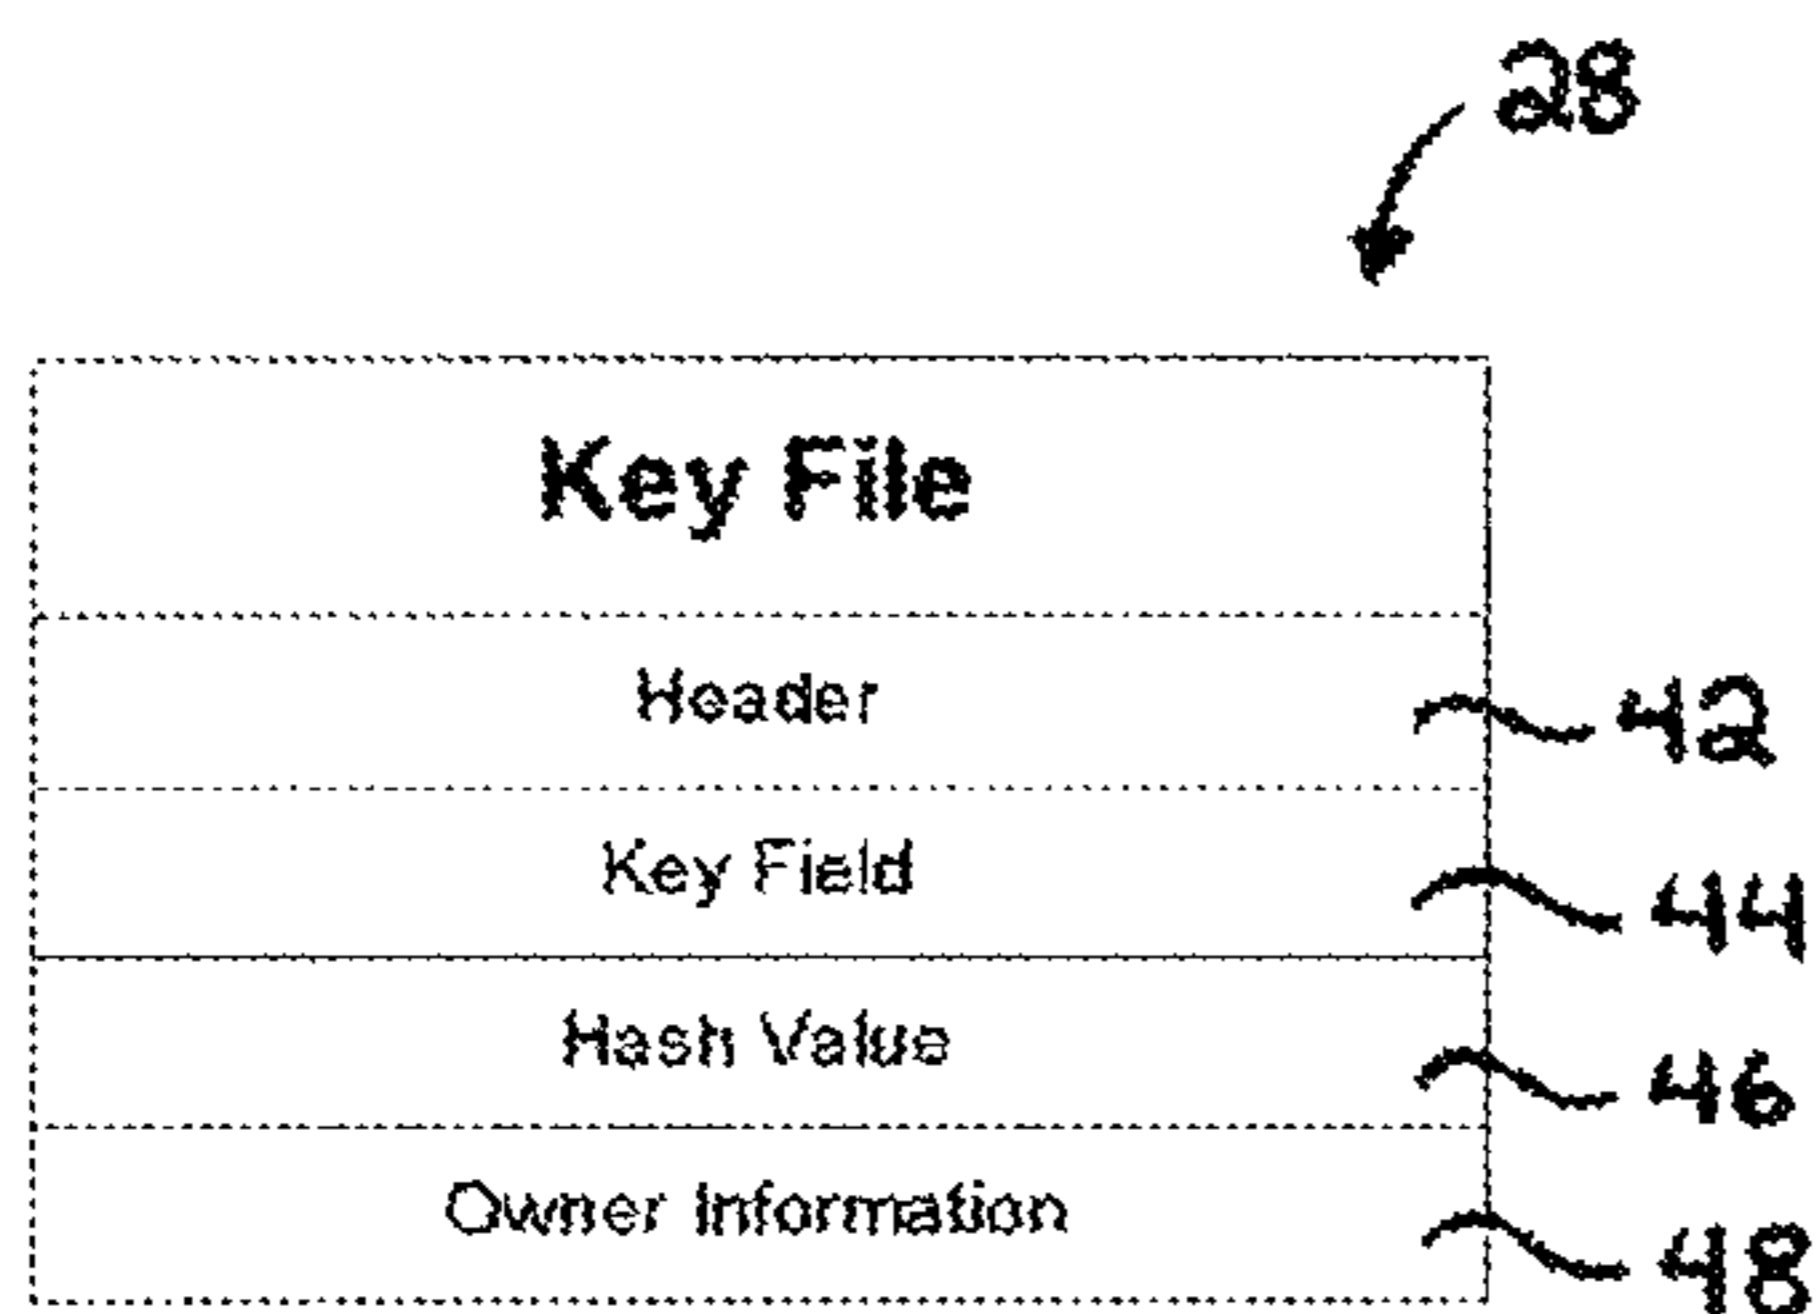 28
Key File
Header 42
Key Field 44
Hash Value 46
Owner Information 48